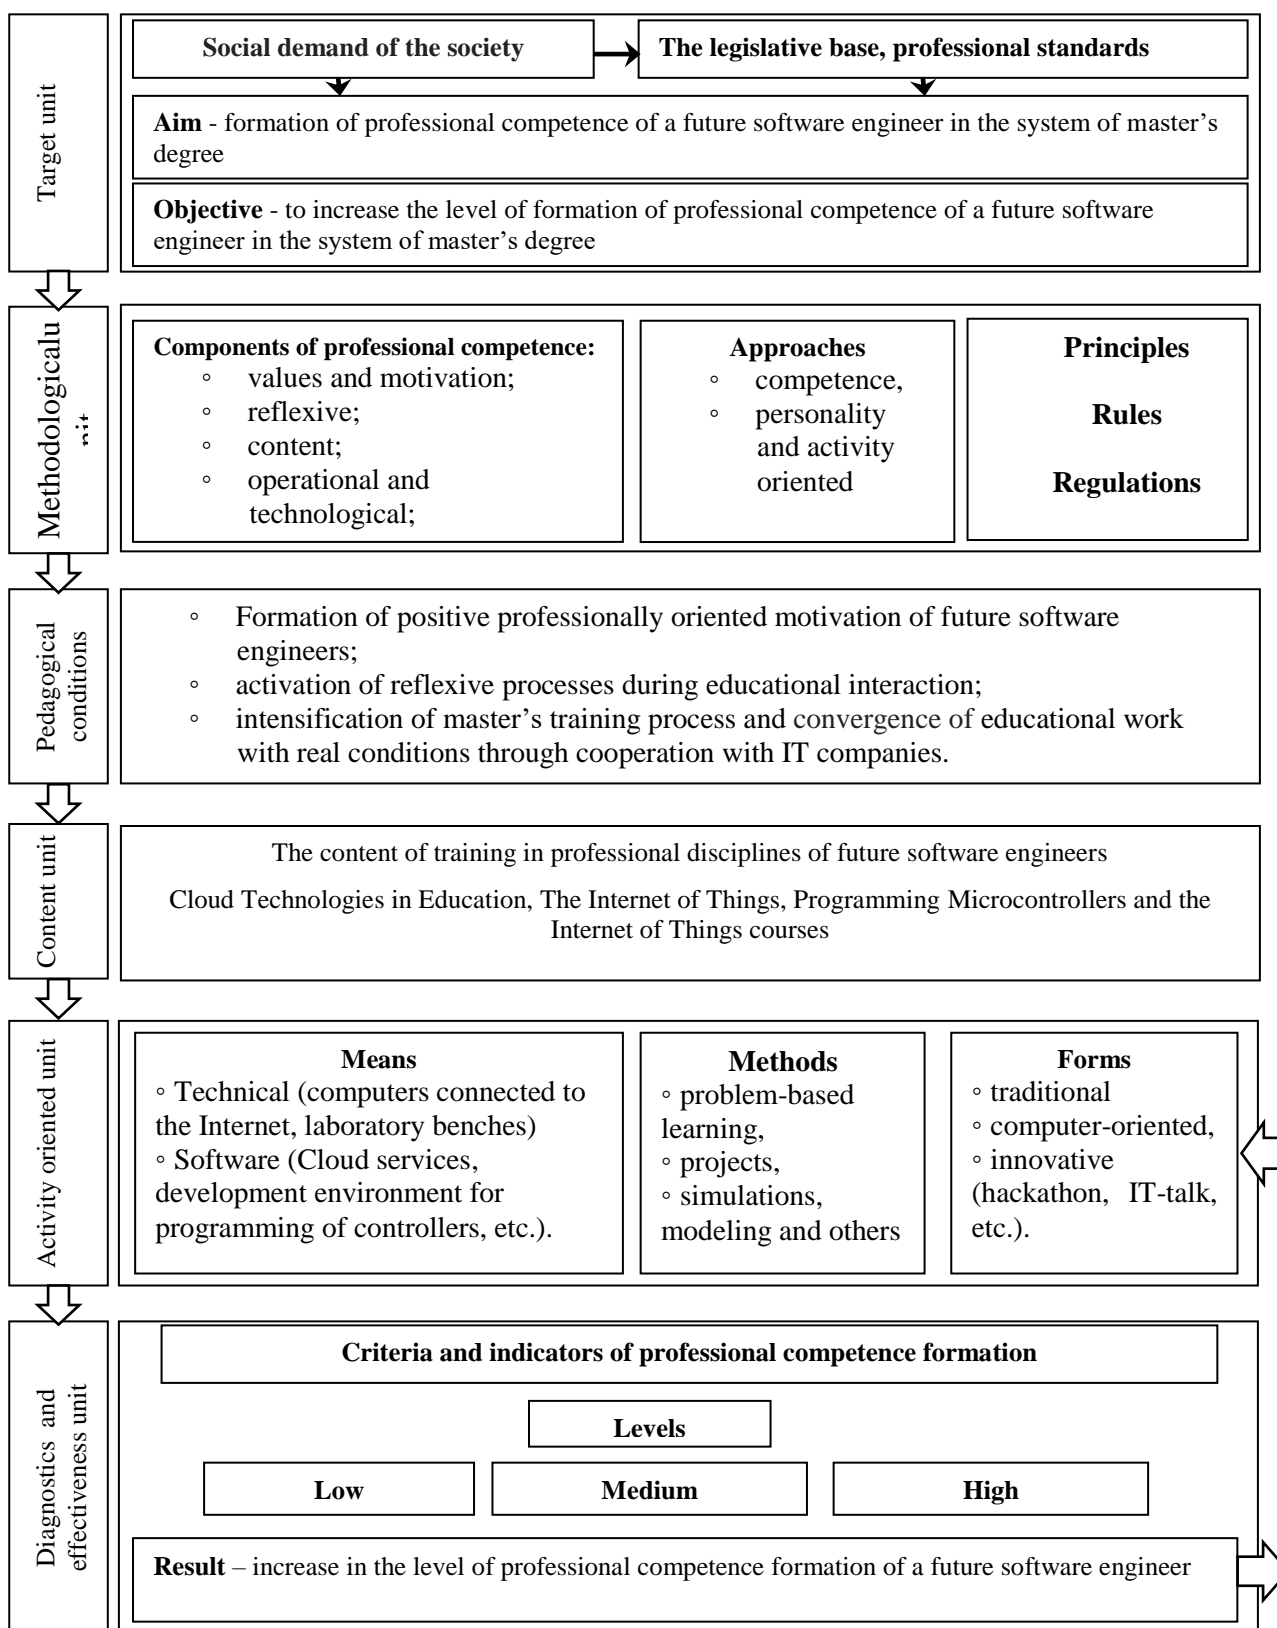 Target unit
Social demand of the society
The legislative base, professional standards
Aim - formation of professional competence of a future software engineer in the system of master’s
degree
Objective - to increase the level of formation of professional competence of a future software
engineer in the system of master’s degree
Methodologicalu
nit
Components of professional competence:
◦ values and motivation;
◦ reflexive;
◦ content;
◦ operational and
technological;
Approaches
◦ competence,
◦ personality
and activity
oriented
Principles
Rules
Regulations
Pedagogical
conditions
◦ Formation of positive professionally oriented motivation of future software
engineers;
◦ activation of reflexive processes during educational interaction;
◦ intensification of master’s training process and convergence of educational work
with real conditions through cooperation with IT companies.
Content unit
The content of training in professional disciplines of future software engineers
Cloud Technologies in Education, The Internet of Things, Programming Microcontrollers and the
Internet of Things courses
Activity oriented unit
Means
◦ Technical (computers connected to
the Internet, laboratory benches)
◦ Software (Cloud services,
development environment for
programming of controllers, etc.).
Methods
◦ problem-based
learning,
◦ projects,
◦ simulations,
modeling and others
Forms
◦ traditional
◦ computer-oriented,
◦ innovative
(hackathon, IT-talk,
etc.).
Diagnostics and
effectiveness unit
Criteria and indicators of professional competence formation
Levels
Low
Medium
High
Result – increase in the level of professional competence formation of a future software engineer